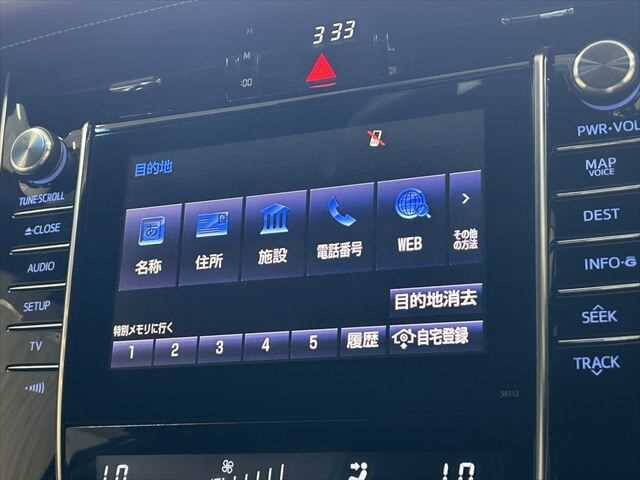 3 33
H
M
:00
TUNE•SCROLL
⏏CLOSE
AUDIO
SETUP
TV
目的地
名称
住所
施設
電話番号
WEB
その他
の方法
目的地消去
特別メモリに行く
1 2 3 4 5 履歴 自宅登録
PWR•VOL
MAP
VOICE
DEST
INFO•G
SEEK
TRACK